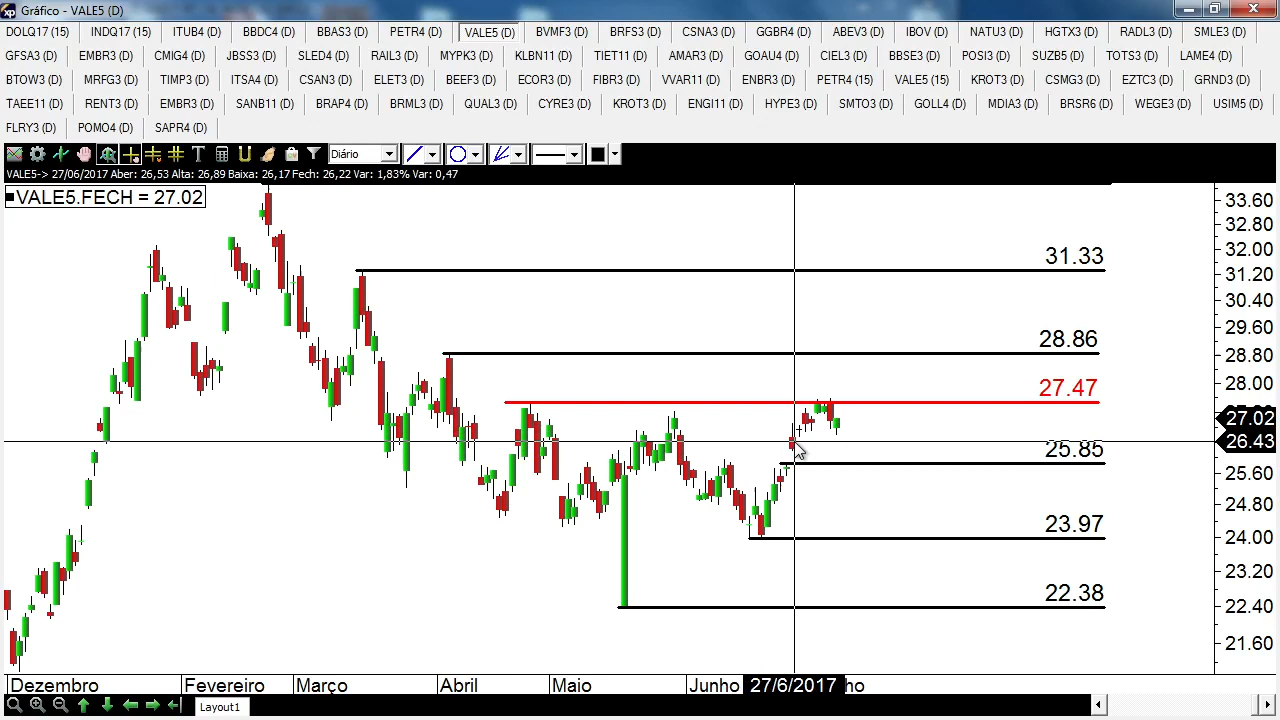 xp Gráfico - VALE5 (D)
DOLQ17 (15) INDQ17 (15) ITUB4 (D) BBDC4 (D) BBAS3 (D) PETR4 (D) VALE5 (D) BVMF3 (D) BRFS3 (D) CSNA3 (D) GGBR4 (D) ABEV3 (D) IBOV (D) NATU3 (D) HGTX3 (D) RADL3 (D) SMLE3 (D)
GFSA3 (D) EMBR3 (D) CMIG4 (D) JBSS3 (D) SLED4 (D) RAIL3 (D) MYPK3 (D) KLBN11 (D) TIET11 (D) AMAR3 (D) GOAU4 (D) CIEL3 (D) BBSE3 (D) POSI3 (D) SUZB5 (D) TOTS3 (D) LAME4 (D)
BTOW3 (D) MRFG3 (D) TIMP3 (D) ITSA4 (D) CSAN3 (D) ELET3 (D) BEEF3 (D) ECOR3 (D) FIBR3 (D) VVAR11 (D) ENBR3 (D) PETR4 (15) VALE5 (15) KROT3 (D) CSMG3 (D) EZTC3 (D) GRND3 (D)
TAEE11 (D) RENT3 (D) EMBR3 (D) SANB11 (D) BRAP4 (D) BRML3 (D) QUAL3 (D) CYRE3 (D) KROT3 (D) ENGI11 (D) HYPE3 (D) SMTO3 (D) GOLL4 (D) MDIA3 (D) BRSR6 (D) WEGE3 (D) USIM5 (D)
FLRY3 (D) POMO4 (D) SAPR4 (D)
Diário
VALE5-> 27/06/2017 Aber: 26,53 Alta: 26,89 Baixa: 26,17 Fech: 26,22 Var: 1,83% Var: 0,47
VALE5.FECH = 27.02
33.60
32.80
32.00
31.33
31.20
30.40
29.60
28.86
28.80
28.00
27.47
27.02
26.43
25.85
25.60
24.80
23.97
24.00
23.20
22.38
22.40
21.60
Dezembro Fevereiro Março Abril Maio Junho 27/6/2017 ho
Layout1